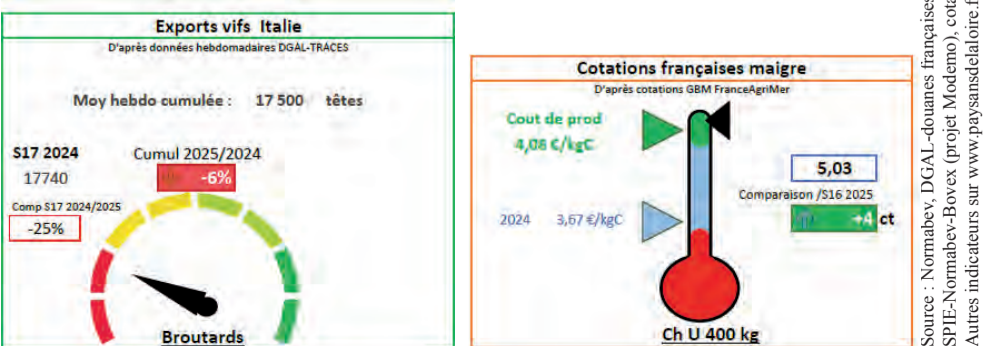 Exports vifs Italie
D'après données hebdomadaires DGAL-TRACES
Moy hebdo cumulée : 17 500 têtes
S17 2024
17740
Comp S17 2024/2025
-25%
Cumul 2025/2024
-6%
Broutards
Cotations françaises maigre
D'après cotations GBM FranceAgriMer
Cout de prod
4,08 €/kgC
2024 3,67 €/kgC
5,03
Comparaison /S16 2025
+4 ct
Ch U 400 kg
Source : Normabev, DGAL-douanes françaises
SPIE-Normabev-Bovex (projet Modemo), cota
Autres indicateurs sur www.paysansdelaloire.f